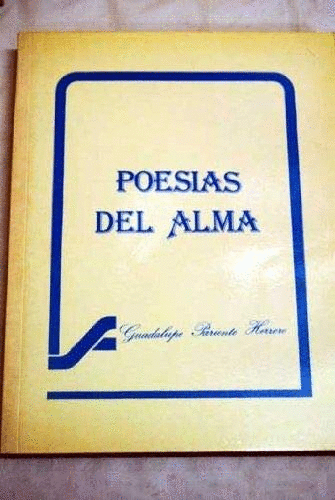 POESIAS
DEL ALMA
Guadalupe Pariente Herrero